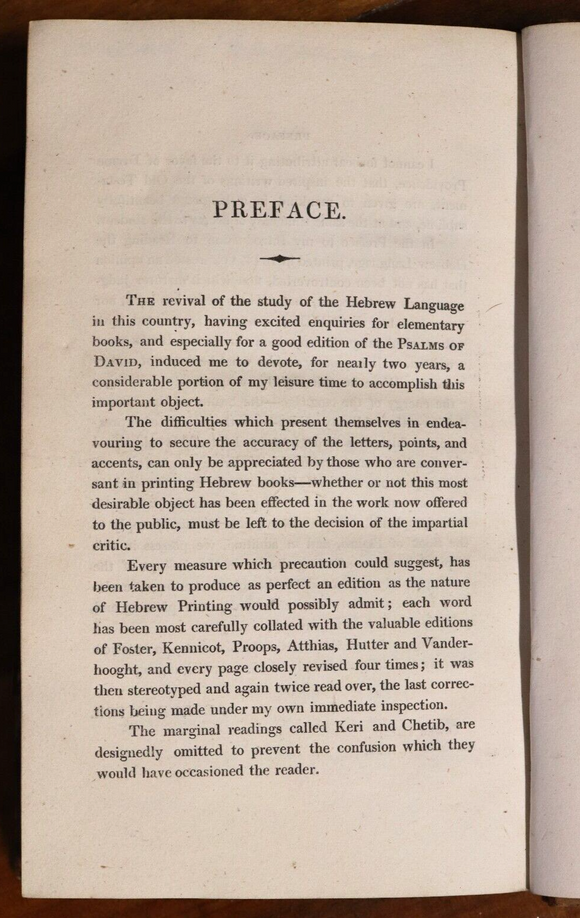 PREFACE.
THE revival of the study of the Hebrew Language
in this country, having excited enquiries for elementary
books, and especially for a good edition of the PSALMS OF
DAVID, induced me to devote, for nearly two years, a
considerable portion of my leisure time to accomplish this
important object.
The difficulties which present themselves in endea-
vouring to secure the accuracy of the letters, points, and
accents, can only be appreciated by those who are conver-
sant in printing Hebrew books—whether or not this most
desirable object has been effected in the work now offered
to the public, must be left to the decision of the impartial
critic.
Every measure which precaution could suggest, has
been taken to produce as perfect an edition as the nature
of Hebrew Printing would possibly admit; each word
has been most carefully collated with the valuable editions
of Foster, Kennicot, Proops, Atthias, Hutter and Vander-
hooght, and every page closely revised four times; it was
then stereotyped and again twice read over, the last correc-
tions being made under my own immediate inspection.
The marginal readings called Keri and Chetib, are
designedly omitted to prevent the confusion which they
would have occasioned the reader.